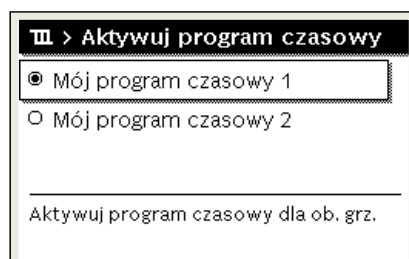 > Aktywuj program czasowy
Mój program czasowy 1
Mój program czasowy 2
Aktywuj program czasowy dla ob. grz.